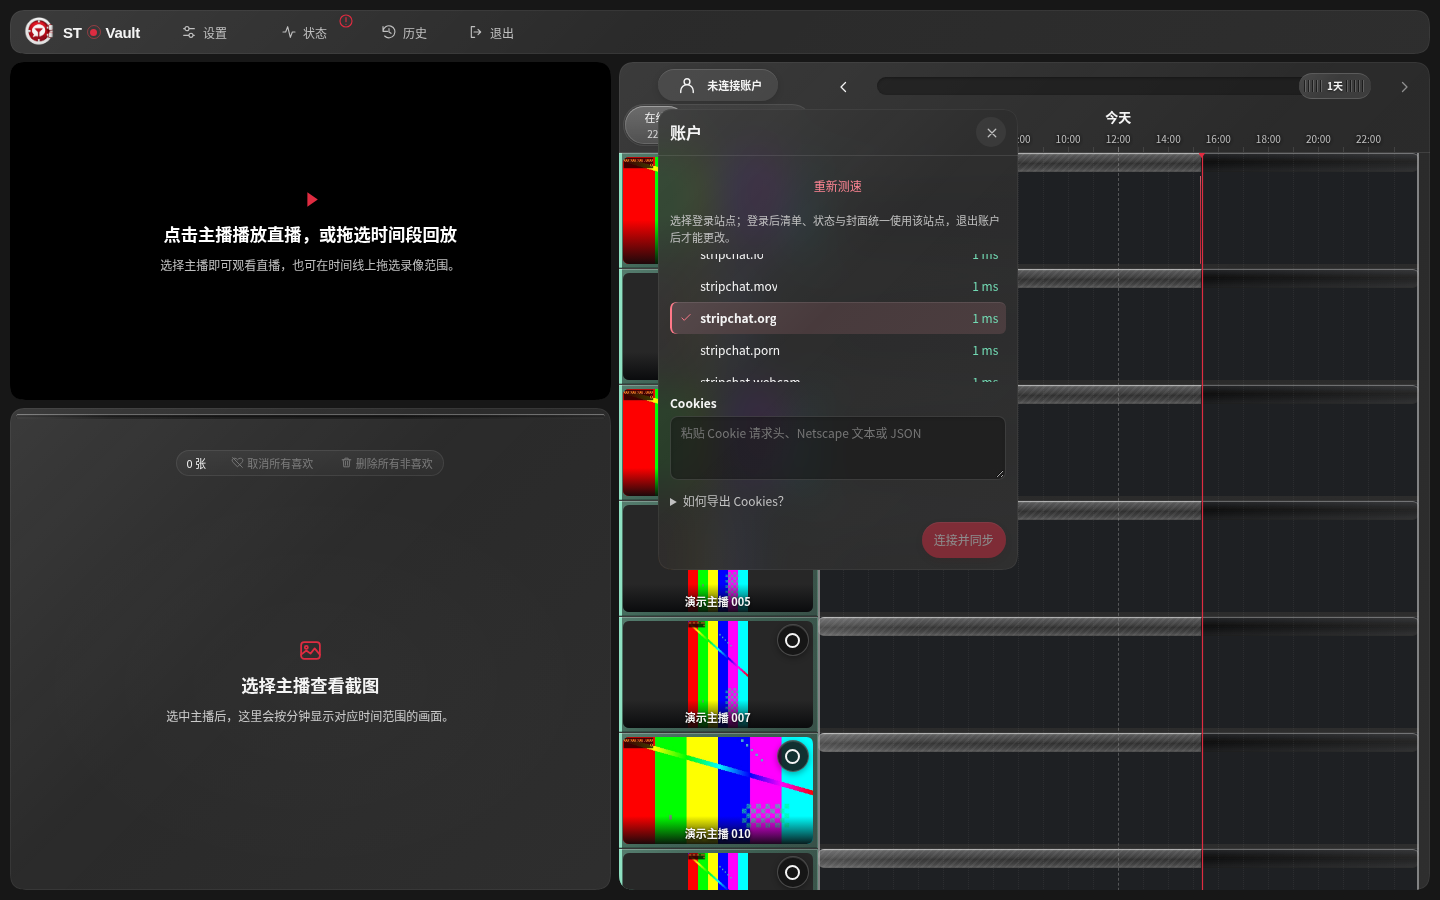 ST Vault
设置
状态
历史
退出
未连接账户
1天
今天
10:00
12:00
14:00
16:00
18:00
20:00
22:00
点击主播播放直播，或拖选时间段回放
选择主播即可观看直播，也可在时间线上拖选录像范围。
账户
重新测速
选择登录站点；登录后清单、状态与封面统一使用该站点，退出账户
后才能更改。
stripchat.io 1 ms
stripchat.mov 1 ms
stripchat.org 1 ms
stripchat.porn 1 ms
stripchat.webcam 1 ms
Cookies
粘贴 Cookie 请求头、Netscape 文本或 JSON
如何导出 Cookies?
连接并同步
0 张
取消所有喜欢
删除所有非喜欢
选择主播查看截图
选中主播后，这里会按分钟显示对应时间范围的画面。
演示主播 005
演示主播 007
演示主播 010